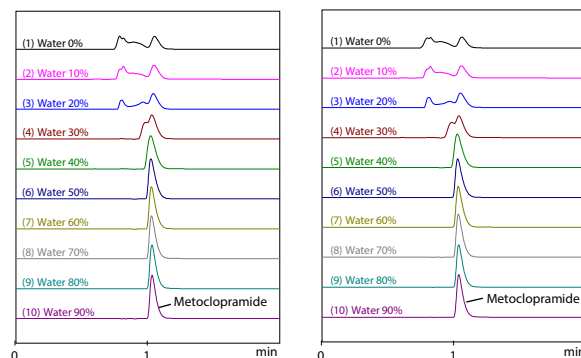 (1) Water 0%
(2) Water 10%
(3) Water 20%
(4) Water 30%
(5) Water 40%
(6) Water 50%
(7) Water 60%
(8) Water 70%
(9) Water 80%
Metoclopramide
(10) Water 90%
0
1
min
(1) Water 0%
(2) Water 10%
(3) Water 20%
(4) Water 30%
(5) Water 40%
(6) Water 50%
(7) Water 60%
(8) Water 70%
(9) Water 80%
Metoclopramide
(10) Water 90%
0
1
min